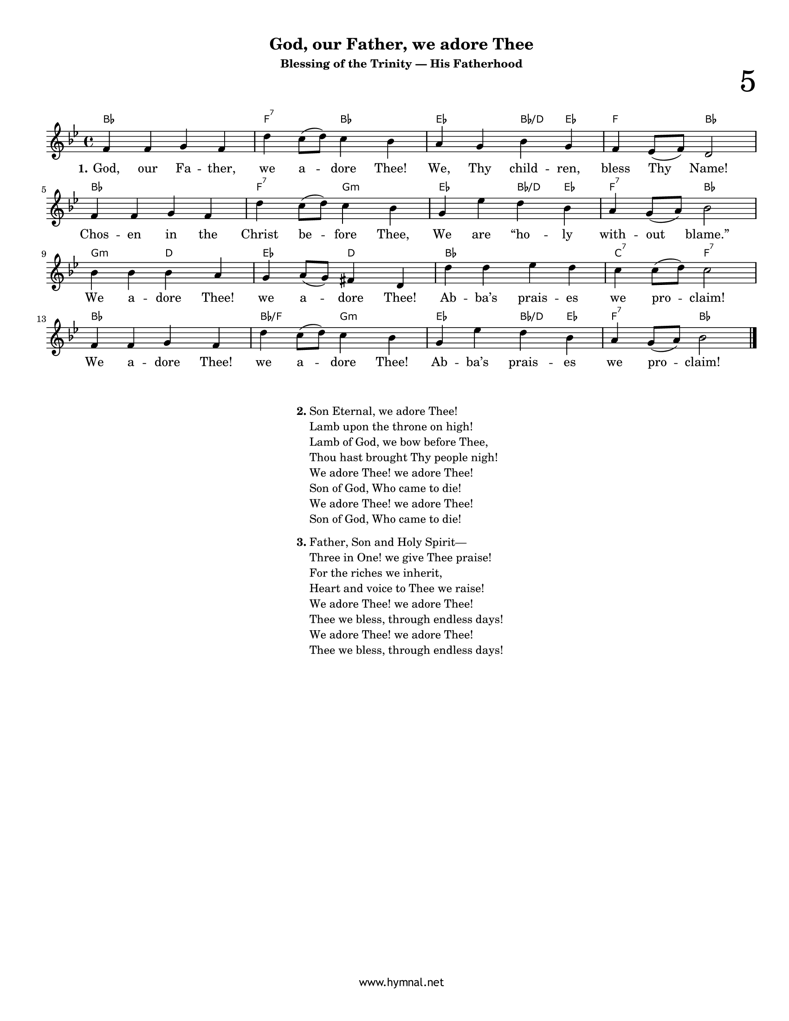 God, our Father, we adore Thee
Blessing of the Trinity — His Fatherhood
5
B♭ F7 B♭ E♭ B♭/D E♭ F B♭
1. God, our Fa - ther, we a - dore Thee! We, Thy child - ren, bless Thy Name!
5 B♭ F7 Gm E♭ B♭/D E♭ F7 B♭
Chos - en in the Christ be - fore Thee, We are “ho - ly with - out blame.”
9 Gm D E♭ D B♭ C7 F7
We a - dore Thee! we a - dore Thee! Ab - ba’s prais - es we pro - claim!
13 B♭ B♭/F Gm E♭ B♭/D E♭ F7 B♭
We a - dore Thee! we a - dore Thee! Ab - ba’s prais - es we pro - claim!
2. Son Eternal, we adore Thee!
Lamb upon the throne on high!
Lamb of God, we bow before Thee,
Thou hast brought Thy people nigh!
We adore Thee! we adore Thee!
Son of God, Who came to die!
We adore Thee! we adore Thee!
Son of God, Who came to die!
3. Father, Son and Holy Spirit—
Three in One! we give Thee praise!
For the riches we inherit,
Heart and voice to Thee we raise!
We adore Thee! we adore Thee!
Thee we bless, through endless days!
We adore Thee! we adore Thee!
Thee we bless, through endless days!
www.hymnal.net